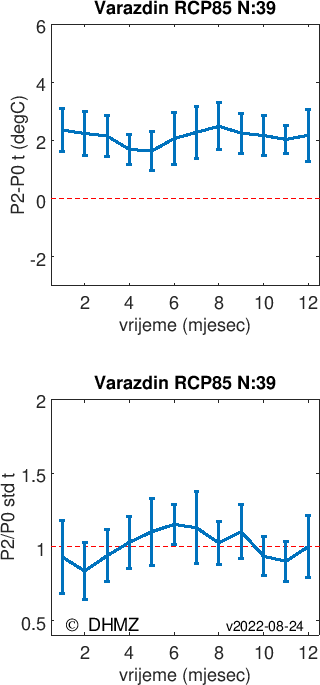 Varazdin RCP85 N:39
6
4
2
0
-2
P2-P0 t (degC)
2 4 6 8 10 12
vrijeme (mjesec)
Varazdin RCP85 N:39
2
1.5
1
0.5
P2/P0 std t
© DHMZ v2022-08-24
2 4 6 8 10 12
vrijeme (mjesec)